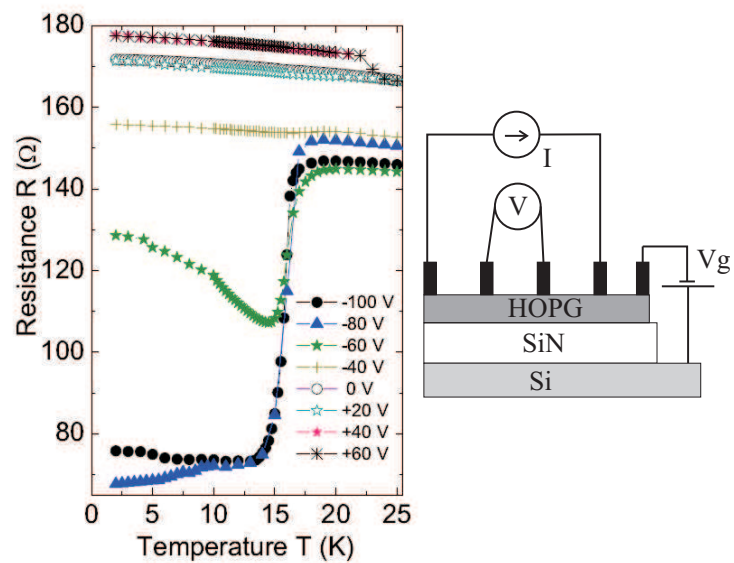 180
160
140
120
100
80
Resistance R (Ω)
-100 V
-80 V
-60 V
-40 V
0 V
+20 V
+40 V
+60 V
0
5
10
15
20
25
Temperature T (K)
I
V
Vg
HOPG
SiN
Si